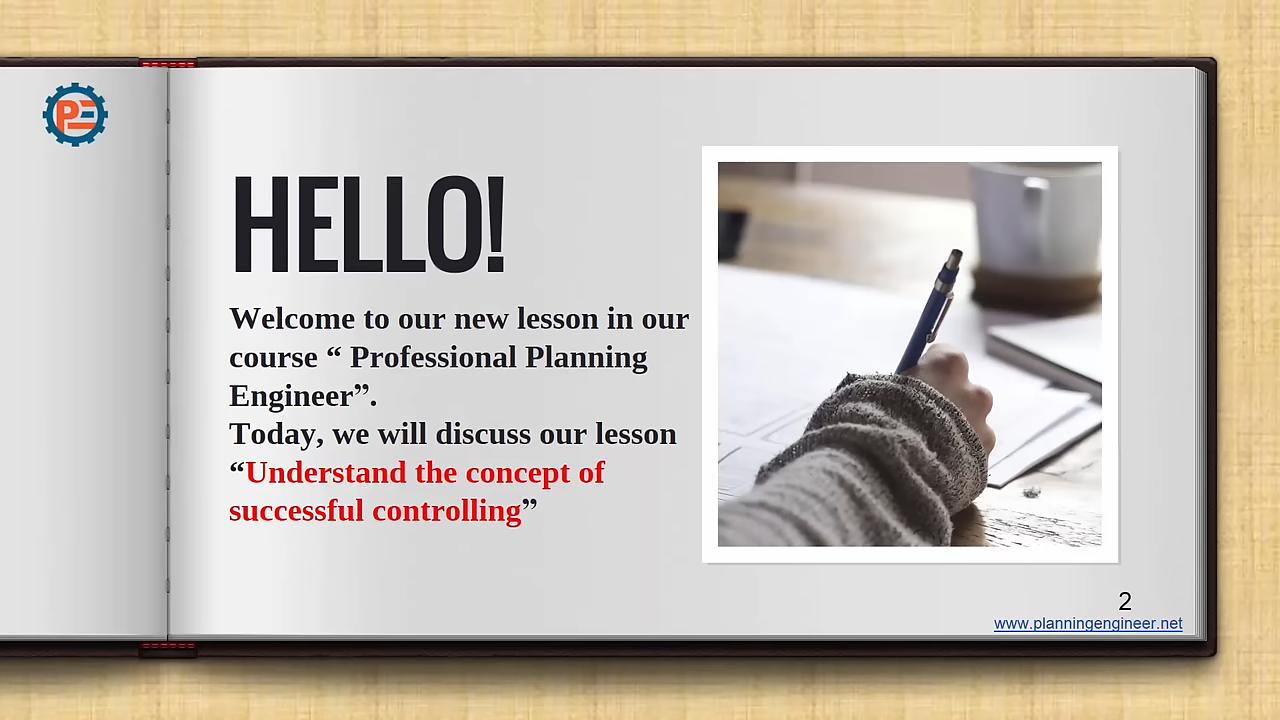 PE
HELLO!
Welcome to our new lesson in our
course “ Professional Planning
Engineer”.
Today, we will discuss our lesson
“Understand the concept of
successful controlling”
2
www.planningengineer.net